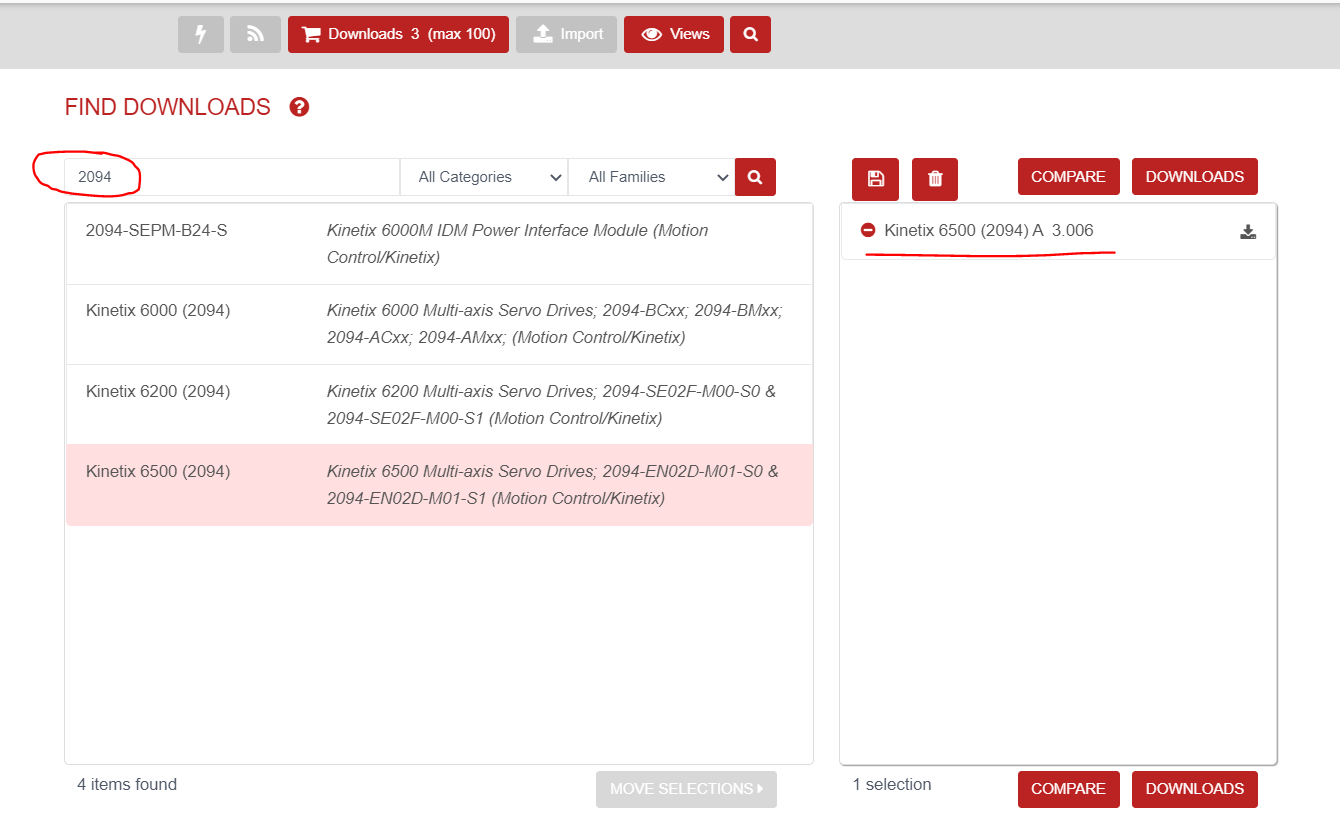 Downloads 3 (max 100)
Import
Views
FIND DOWNLOADS ?
2094
All Categories
All Families
COMPARE
DOWNLOADS
2094-SEPM-B24-S
Kinetix 6000M IDM Power Interface Module (Motion
Control/Kinetix)
Kinetix 6000 (2094)
Kinetix 6000 Multi-axis Servo Drives; 2094-BCxx; 2094-BMxx;
2094-ACxx; 2094-AMxx; (Motion Control/Kinetix)
Kinetix 6200 (2094)
Kinetix 6200 Multi-axis Servo Drives; 2094-SE02F-M00-S0 &
2094-SE02F-M00-S1 (Motion Control/Kinetix)
Kinetix 6500 (2094)
Kinetix 6500 Multi-axis Servo Drives; 2094-EN02D-M01-S0 &
2094-EN02D-M01-S1 (Motion Control/Kinetix)
Kinetix 6500 (2094) A 3.006
4 items found
MOVE SELECTIONS
1 selection
COMPARE
DOWNLOADS